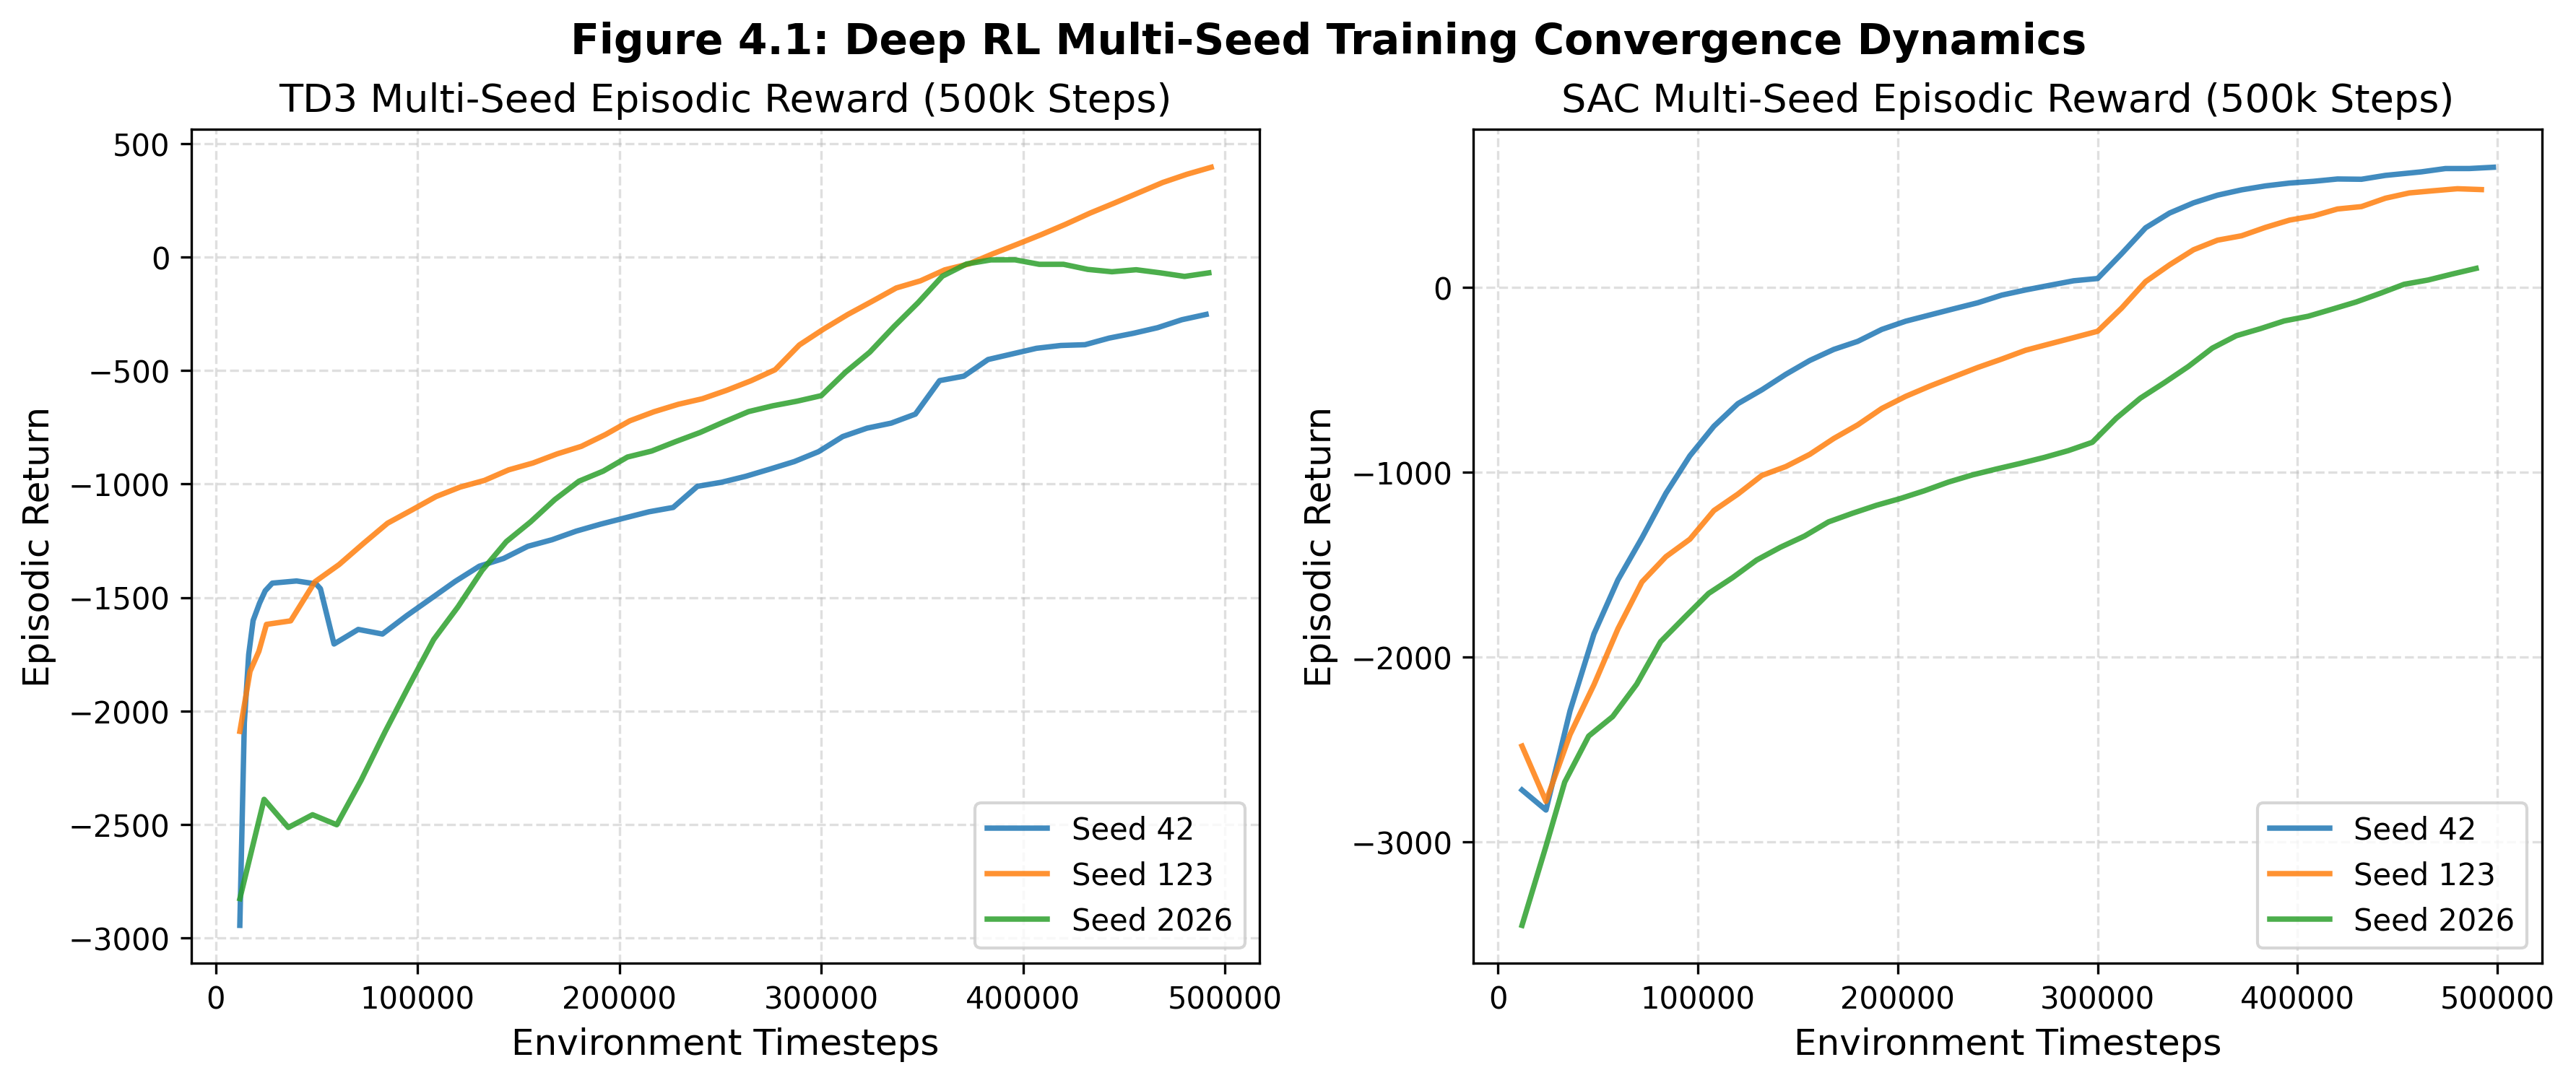 Figure 4.1: Deep RL Multi-Seed Training Convergence Dynamics
TD3 Multi-Seed Episodic Reward (500k Steps)
Episodic Return
500
0
−500
−1000
−1500
−2000
−2500
−3000
0
100000
200000
300000
400000
500000
Environment Timesteps
Seed 42
Seed 123
Seed 2026
SAC Multi-Seed Episodic Reward (500k Steps)
Episodic Return
0
−1000
−2000
−3000
0
100000
200000
300000
400000
500000
Environment Timesteps
Seed 42
Seed 123
Seed 2026